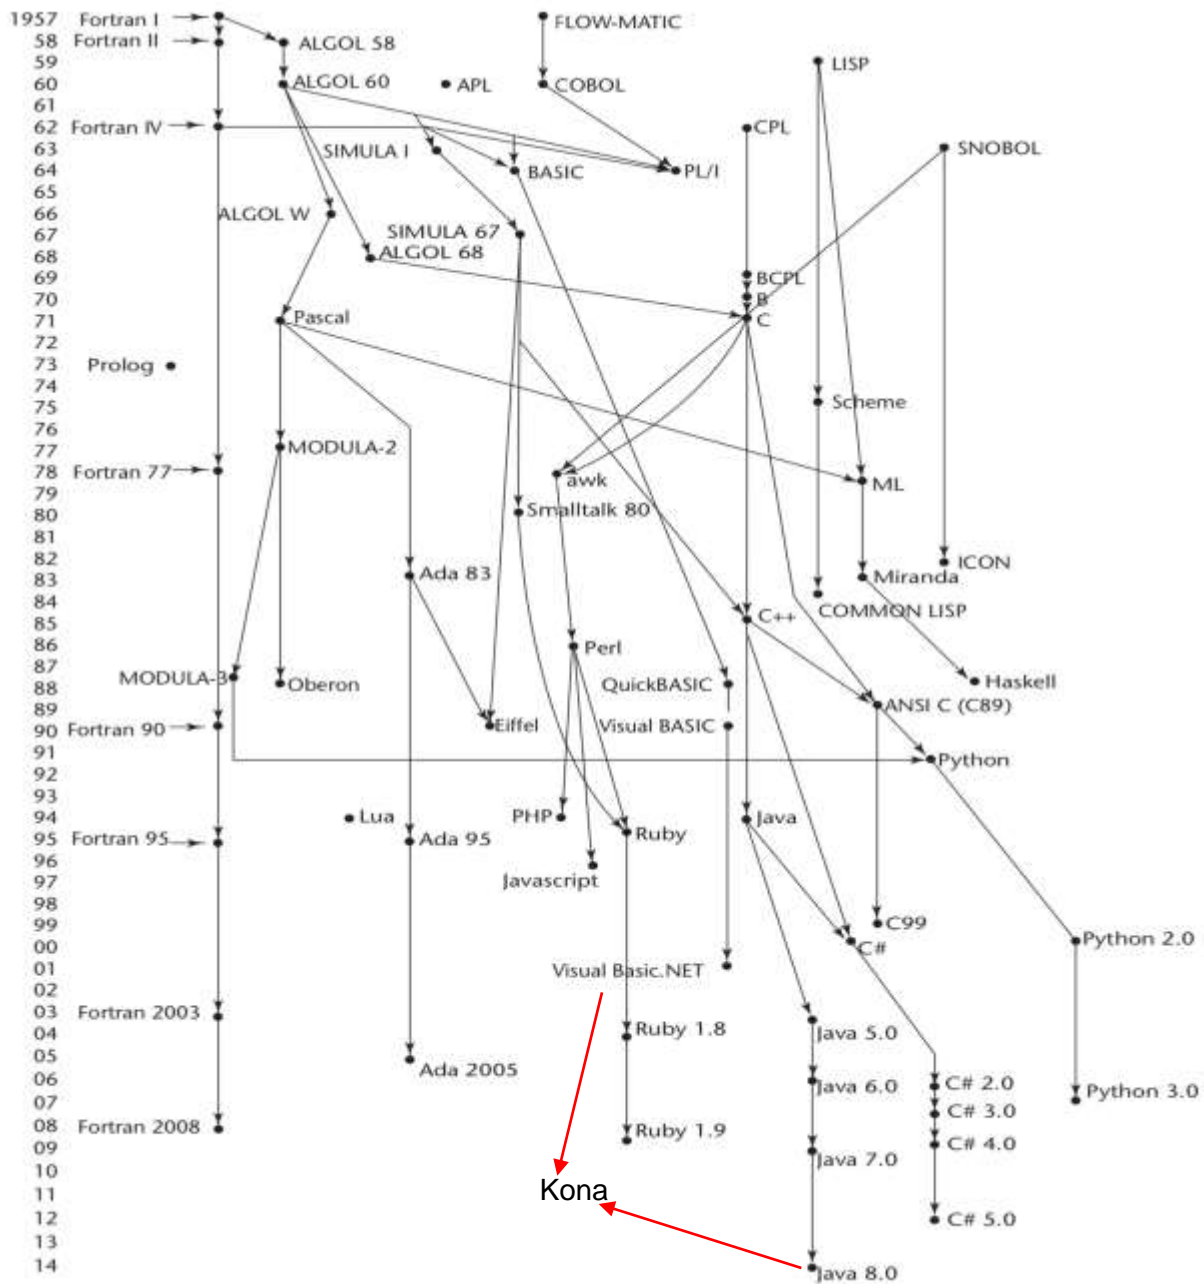 1957 Fortran I FLOW-MATIC
58 Fortran II ALGOL 58
59 LISP
60 ALGOL 60 APL COBOL
61
62 Fortran IV CPL
63 SIMULA I SNOBOL
64 BASIC PL/I
65
66 ALGOL W
67 SIMULA 67
68 ALGOL 68
69 BCPL
70 B
71 Pascal C
72
73 Prolog
74
75 Scheme
76
77 MODULA-2
78 Fortran 77 awk ML
79
80 Smalltalk 80
81
82 ICON
83 Ada 83 Miranda
84 COMMON LISP
85 C++
86 Perl
87 MODULA-3
88 Oberon QuickBASIC Haskell
89 ANSI C (C89)
90 Fortran 90 Eiffel Visual BASIC
91 Python
92
93
94 Lua PHP Java
95 Fortran 95 Ada 95 Ruby
96
97 Javascript
98
99 C99
00 C# Python 2.0
01 Visual Basic.NET
02
03 Fortran 2003
04 Ruby 1.8 Java 5.0
05 Ada 2005
06 Java 6.0 C# 2.0
07 C# 3.0 Python 3.0
08 Fortran 2008 Ruby 1.9
09 C# 4.0
10 Java 7.0
11 Kona
12 C# 5.0
13
14 Java 8.0